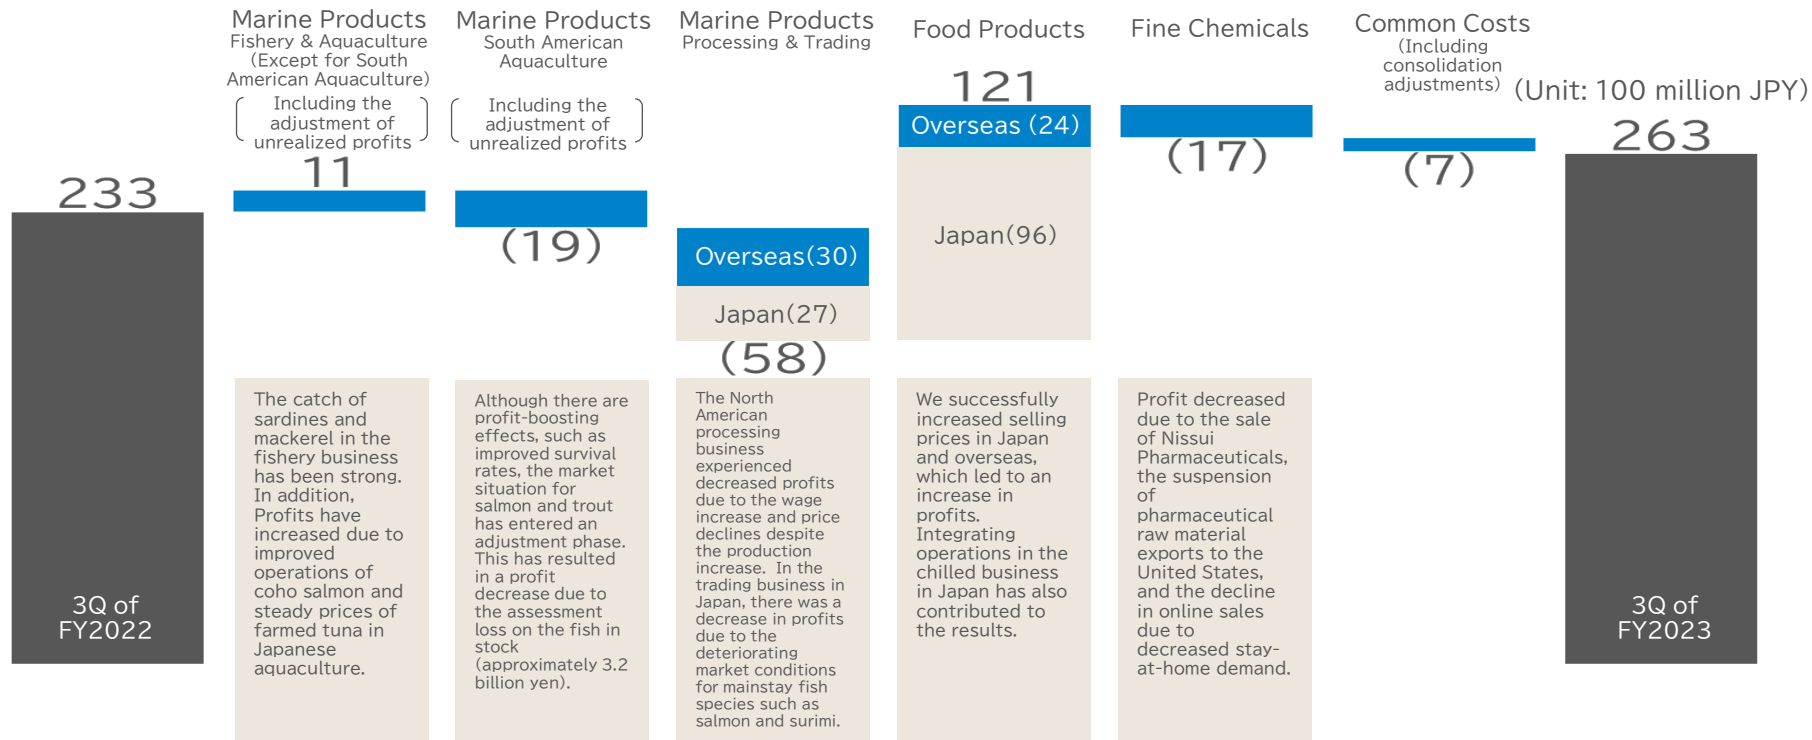 Marine Products
Fishery & Aquaculture
(Except for South
American Aquaculture)
Including the
adjustment of
unrealized profits
11
Marine Products
South American
Aquaculture
Including the
adjustment of
unrealized profits
(19)
Marine Products
Processing & Trading
Overseas(30)
Japan(27)
(58)
Food Products
121
Overseas (24)
Japan(96)
Fine Chemicals
(17)
Common Costs
(Including
consolidation
adjustments)
(7)
(Unit: 100 million JPY)
263
3Q of
FY2023
233
3Q of
FY2022
The catch of
sardines and
mackerel in the
fishery business
has been strong.
In addition,
Profits have
increased due to
improved
operations of
coho salmon and
steady prices of
farmed tuna in
Japanese
aquaculture.
Although there are
profit-boosting
effects, such as
improved survival
rates, the market
situation for
salmon and trout
has entered an
adjustment phase.
This has resulted
in a profit
decrease due to
the assessment
loss on the fish in
stock
(approximately 3.2
billion yen).
The North
American
processing
business
experienced
decreased profits
due to the wage
increase and price
declines despite
the production
increase. In the
trading business in
Japan, there was a
decrease in profits
due to the
deteriorating
market conditions
for mainstay fish
species such as
salmon and surimi.
We successfully
increased selling
prices in Japan
and overseas,
which led to an
increase in
profits.
Integrating
operations in the
chilled business
in Japan has also
contributed to
the results.
Profit decreased
due to the sale
of Nissui
Pharmaceuticals,
the suspension
of
pharmaceutical
raw material
exports to the
United States,
and the decline
in online sales
due to
decreased stay-
at-home demand.